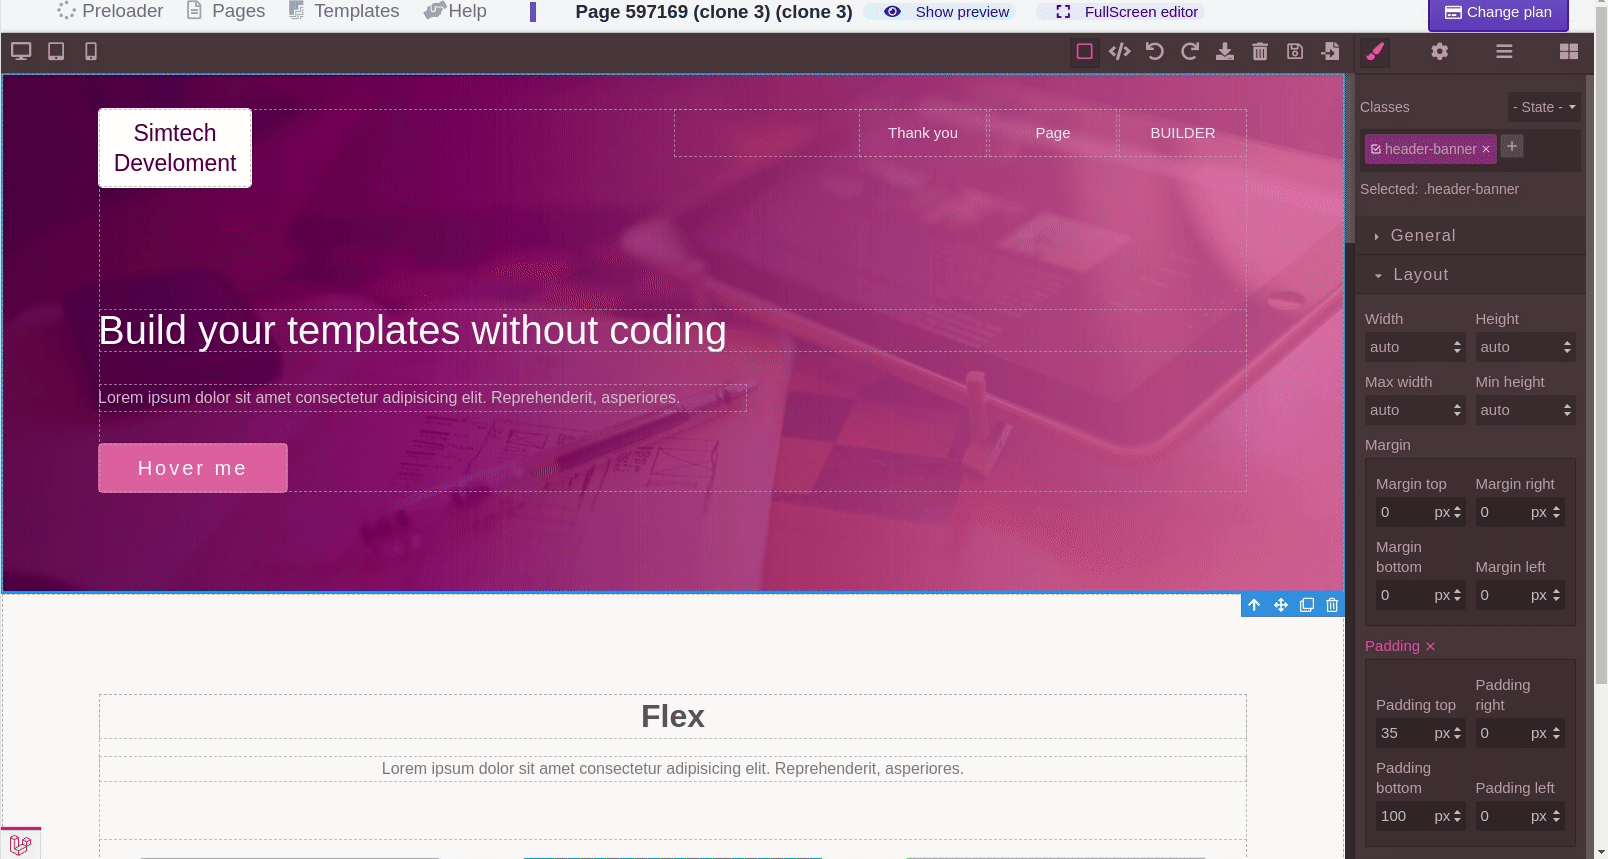 Preloader Pages Templates Help Page 597169 (clone 3) (clone 3) Show preview FullScreen editor Change plan
Classes - State -
header-banner × +
Selected: .header-banner
General
Layout
Width Height
auto auto
Max width Min height
auto auto
Margin
Margin top Margin right
0 px 0 px
Margin bottom Margin left
0 px 0 px
Padding ×
Padding top Padding right
35 px 0 px
Padding bottom Padding left
100 px 0 px
Simtech
Develoment
Thank you Page BUILDER
Build your templates without coding
Lorem ipsum dolor sit amet consectetur adipisicing elit. Reprehenderit, asperiores.
Hover me
Flex
Lorem ipsum dolor sit amet consectetur adipisicing elit. Reprehenderit, asperiores.